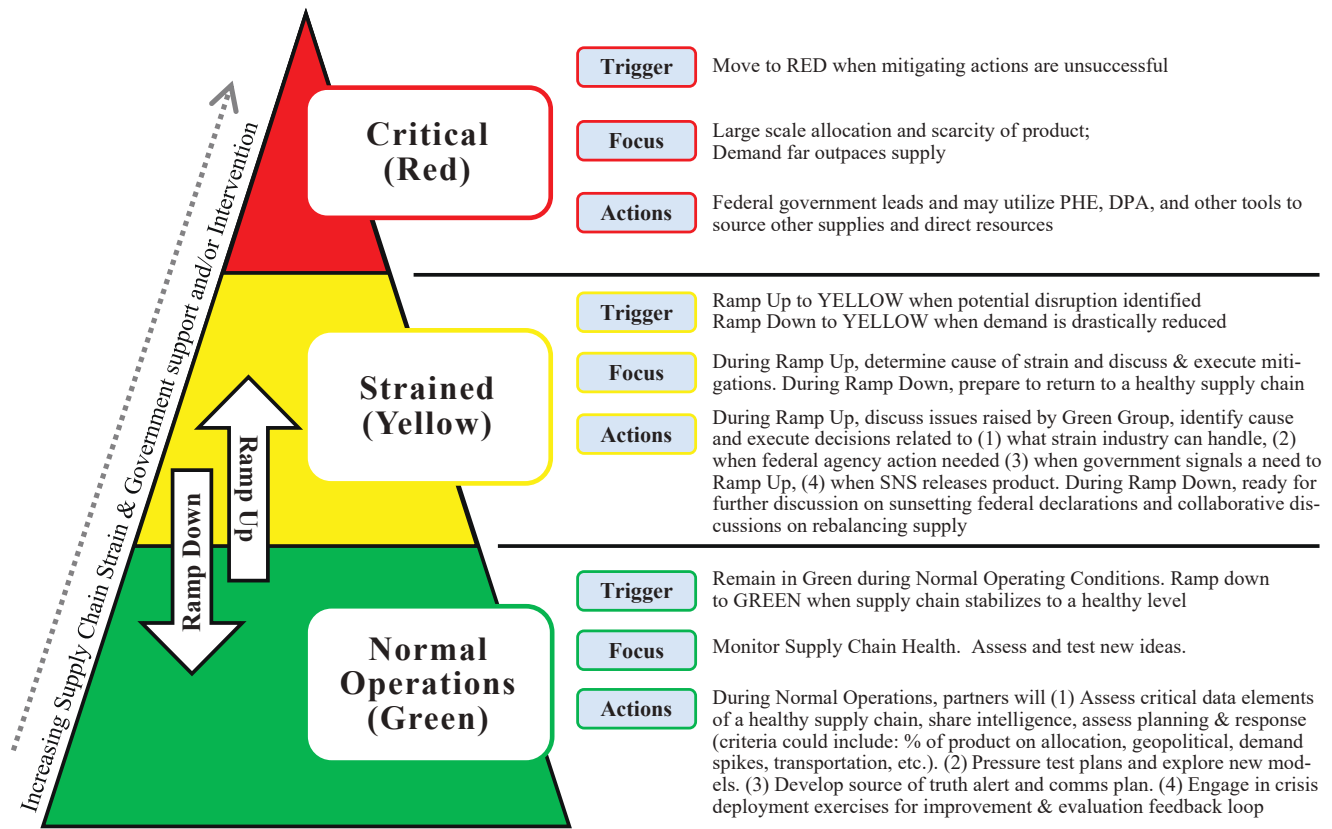 Increasing Supply Chain Strain & Government support and/or Intervention
Critical
(Red)
Trigger
Move to RED when mitigating actions are unsuccessful
Focus
Large scale allocation and scarcity of product;
Demand far outpaces supply
Actions
Federal government leads and may utilize PHE, DPA, and other tools to
source other supplies and direct resources
Strained
(Yellow)
Ramp Up
Ramp Down
Trigger
Ramp Up to YELLOW when potential disruption identified
Ramp Down to YELLOW when demand is drastically reduced
Focus
During Ramp Up, determine cause of strain and discuss & execute miti-
gations. During Ramp Down, prepare to return to a healthy supply chain
Actions
During Ramp Up, discuss issues raised by Green Group, identify cause
and execute decisions related to (1) what strain industry can handle, (2)
when federal agency action needed (3) when government signals a need to
Ramp Up, (4) when SNS releases product. During Ramp Down, ready for
further discussion on sunsetting federal declarations and collaborative dis-
cussions on rebalancing supply
Normal
Operations
(Green)
Trigger
Remain in Green during Normal Operating Conditions. Ramp down
to GREEN when supply chain stabilizes to a healthy level
Focus
Monitor Supply Chain Health.  Assess and test new ideas.
Actions
During Normal Operations, partners will (1) Assess critical data elements
of a healthy supply chain, share intelligence, assess planning & response
(criteria could include: % of product on allocation, geopolitical, demand
spikes, transportation, etc.). (2) Pressure test plans and explore new mod-
els. (3) Develop source of truth alert and comms plan. (4) Engage in crisis
deployment exercises for improvement & evaluation feedback loop